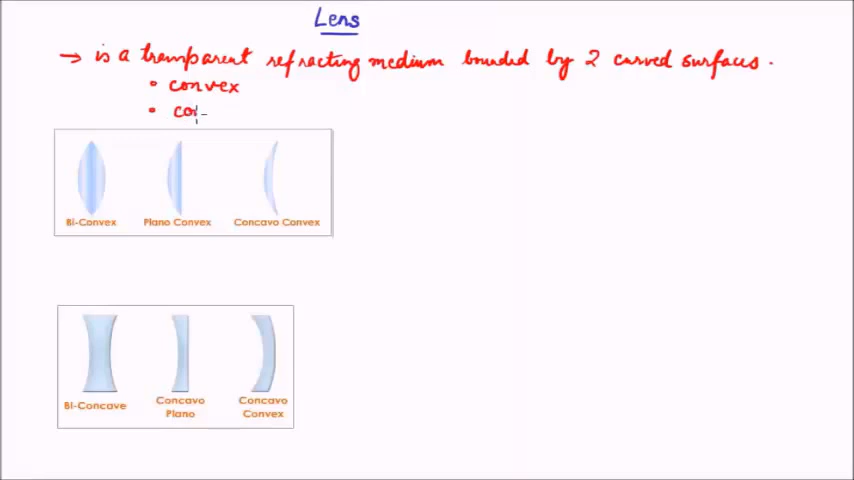 Lens
→ is a transparent refracting medium bounded by 2 curved surfaces.
• convex
• co
Bi-Convex Plano Convex Concavo Convex
Bi-Concave Concavo Plano Concavo Convex